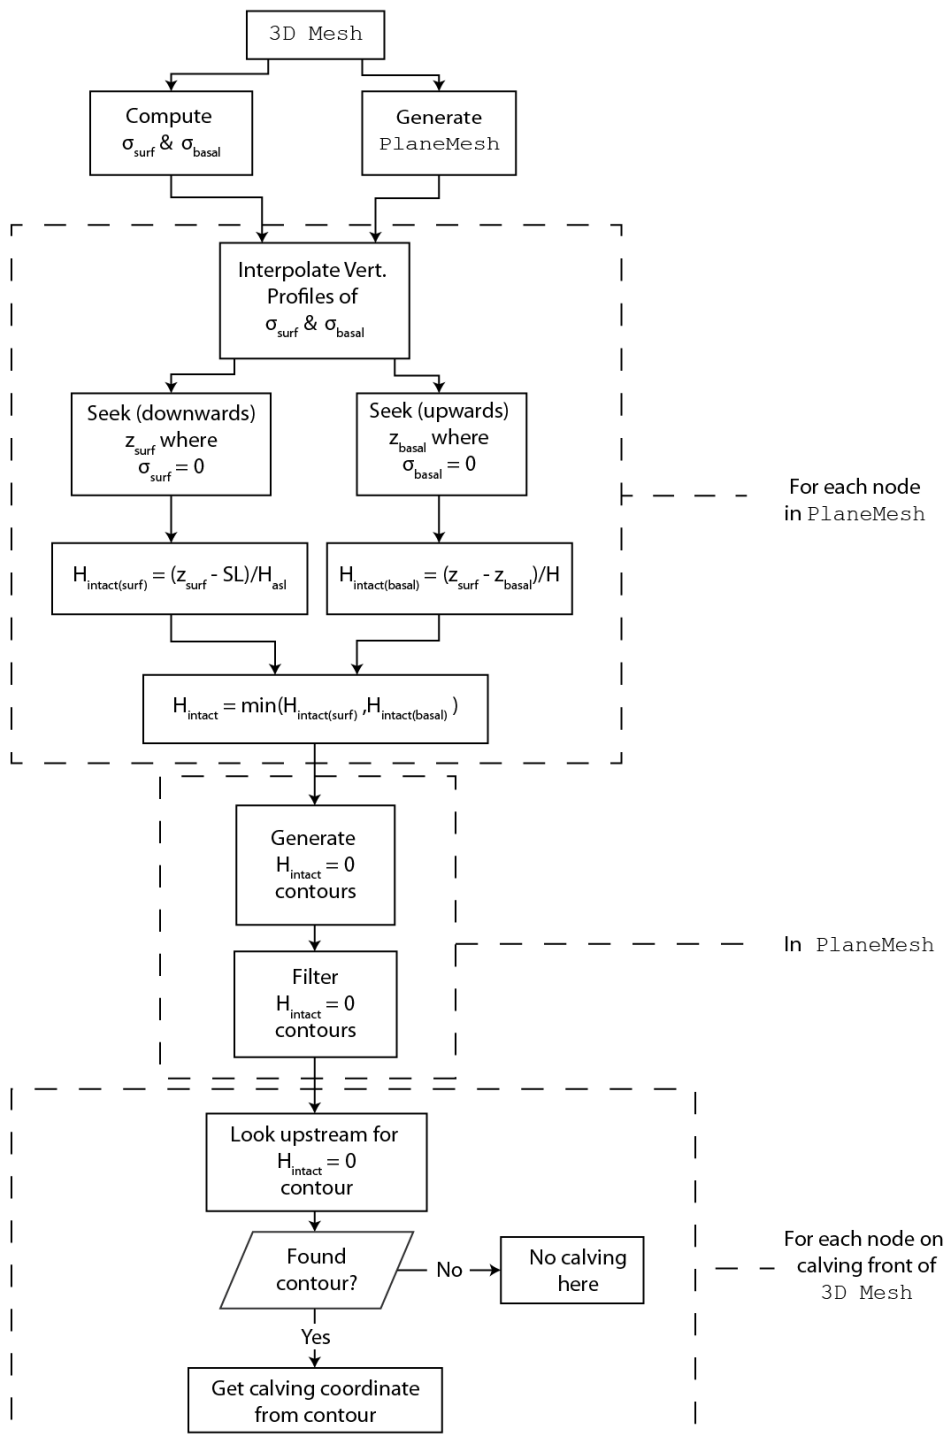 3D Mesh
Compute
σsurf & σbasal
Generate
PlaneMesh
Interpolate Vert.
Profiles of
σsurf & σbasal
Seek (downwards)
zsurf where
σsurf = 0
Seek (upwards)
zbasal where
σbasal = 0
For each node
in PlaneMesh
Hintact(surf) = (zsurf - SL)/Hasl
Hintact(basal) = (zsurf - zbasal)/H
Hintact = min(Hintact(surf) ,Hintact(basal) )
Generate
Hintact = 0
contours
In PlaneMesh
Filter
Hintact = 0
contours
Look upstream for
Hintact = 0
contour
Found
contour?
No
No calving
here
For each node on
calving front of
3D Mesh
Yes
Get calving coordinate
from contour